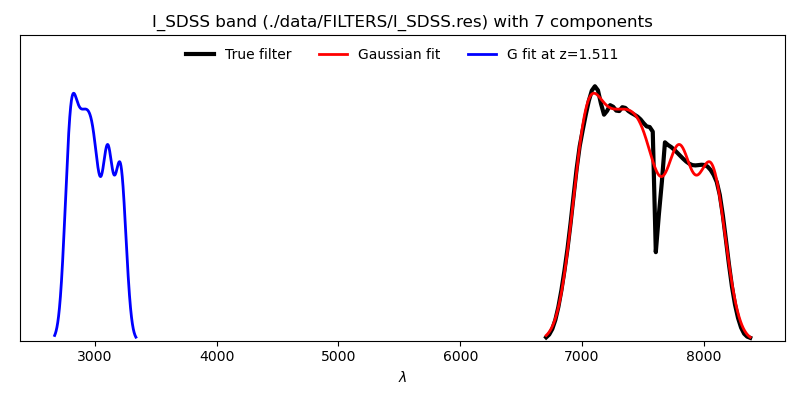 I_SDSS band (./data/FILTERS/I_SDSS.res) with 7 components
True filter Gaussian fit G fit at z=1.511
3000 4000 5000 6000 7000 8000
λ